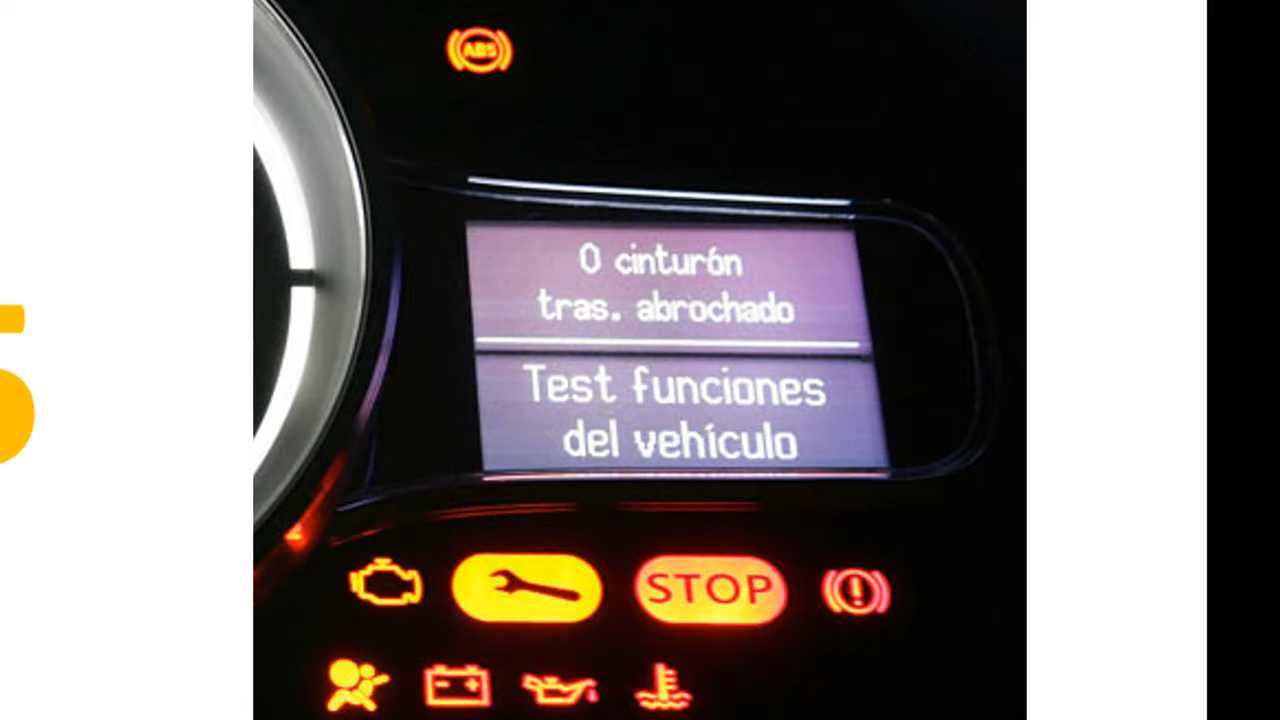 ABS
0 cinturón
tras. abrochado
Test funciones
del vehículo
STOP